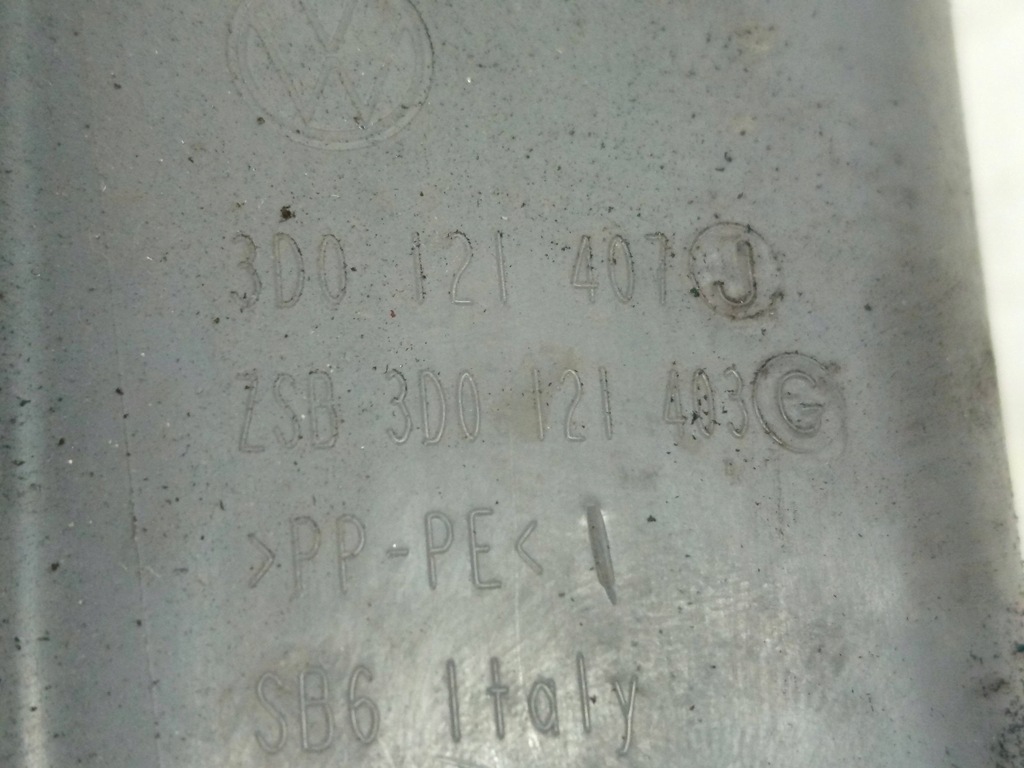 3D0 121 407 J
ZSB 3D0 121 403 G
>PP-PE<
SB6 Italy